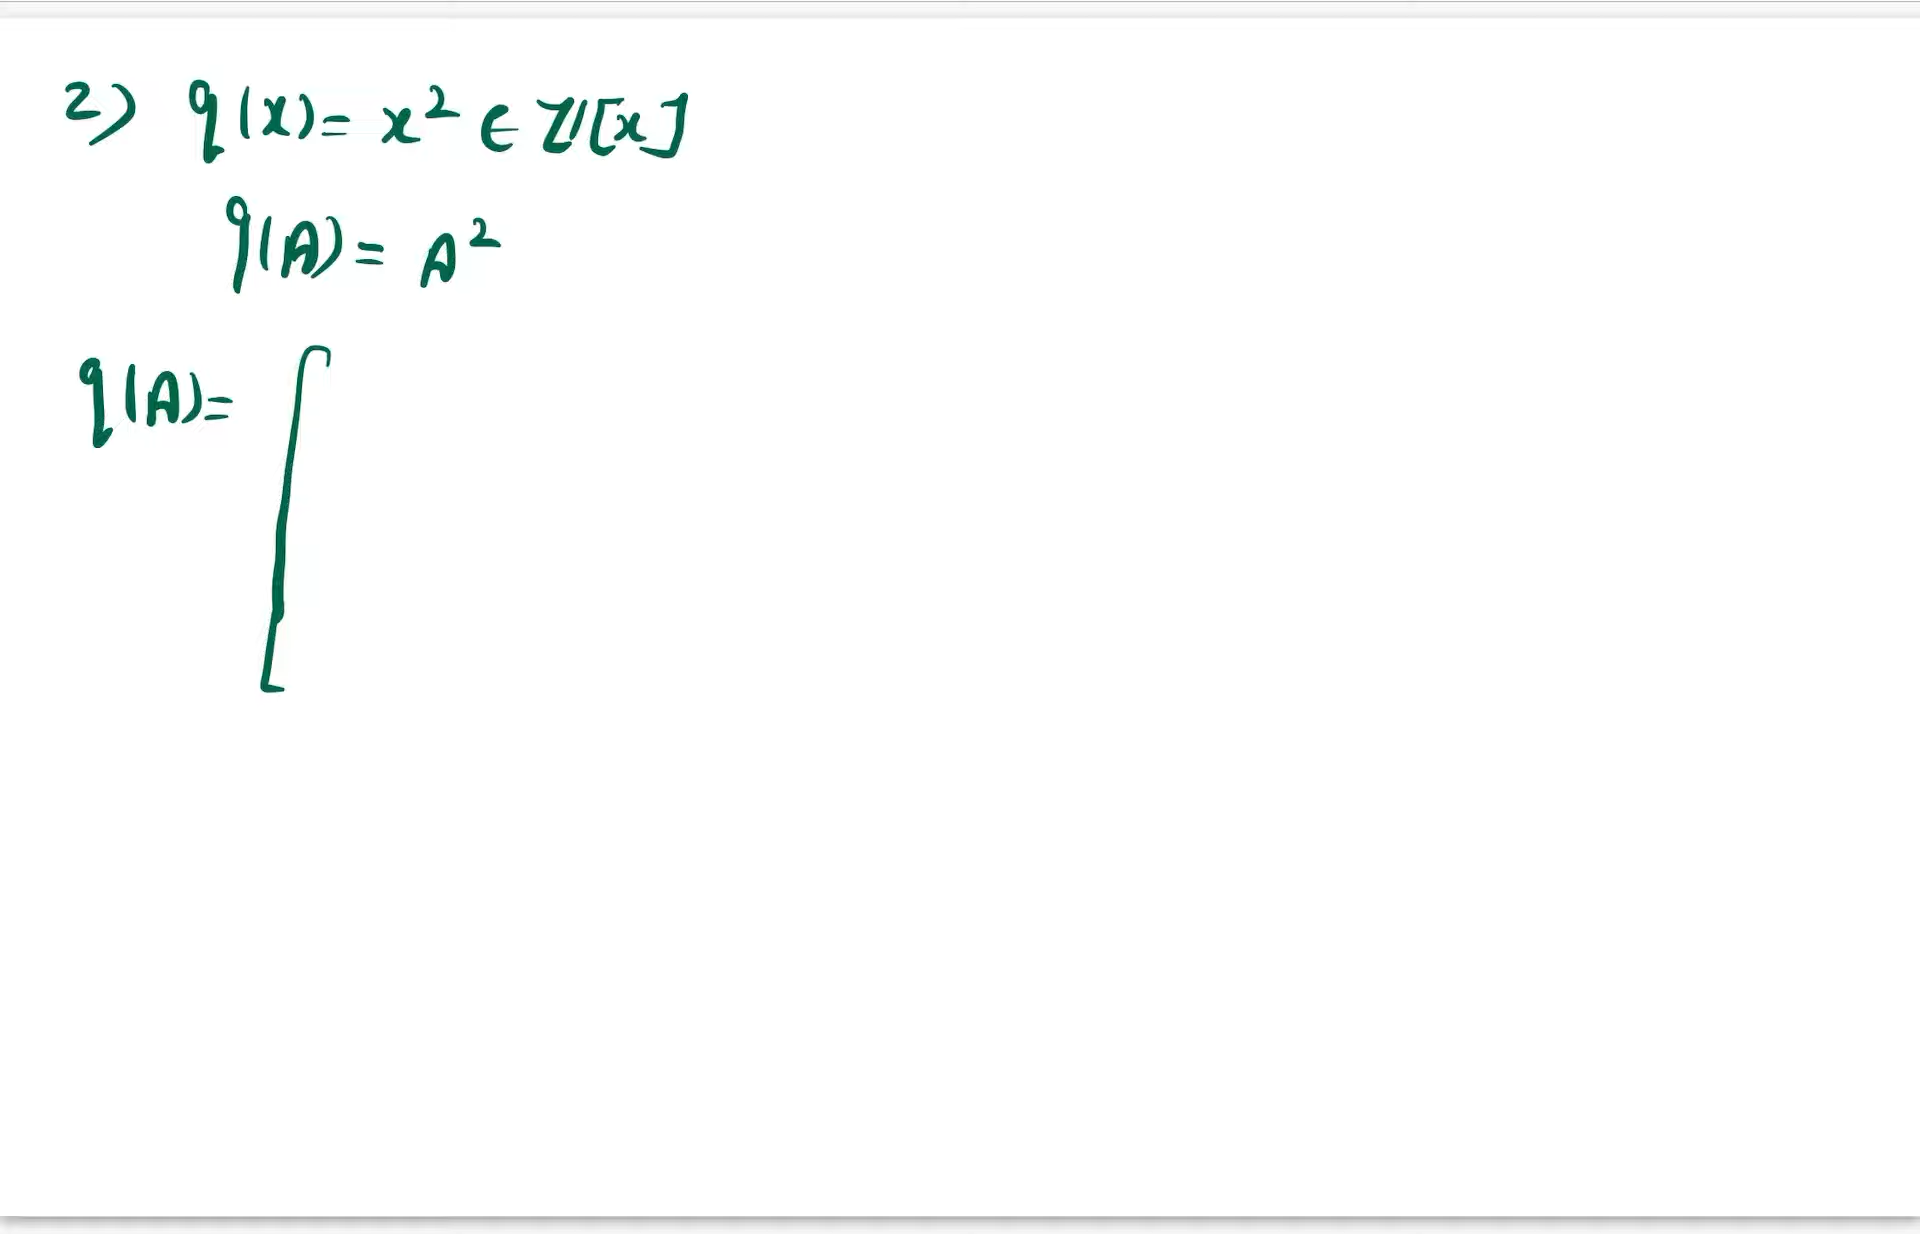 2) q(x) = x² ∈ ℤ[x]
q(A) = A²
q(A) = [